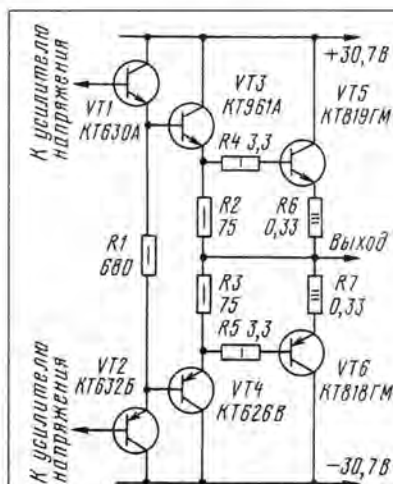 К усилителю
напряжения
VT1
КТ630А
VT3
КТ961А
+30,7В
VT5
КТ819ГМ
R4 3,3
R2
75
R6
0,33
R1
680
Выход
R3
75
R7
0,33
R5 3,3
К усилителю
напряжения
VT2
КТ632Б
VT4
КТ626В
VT6
КТ818ГМ
−30,7В